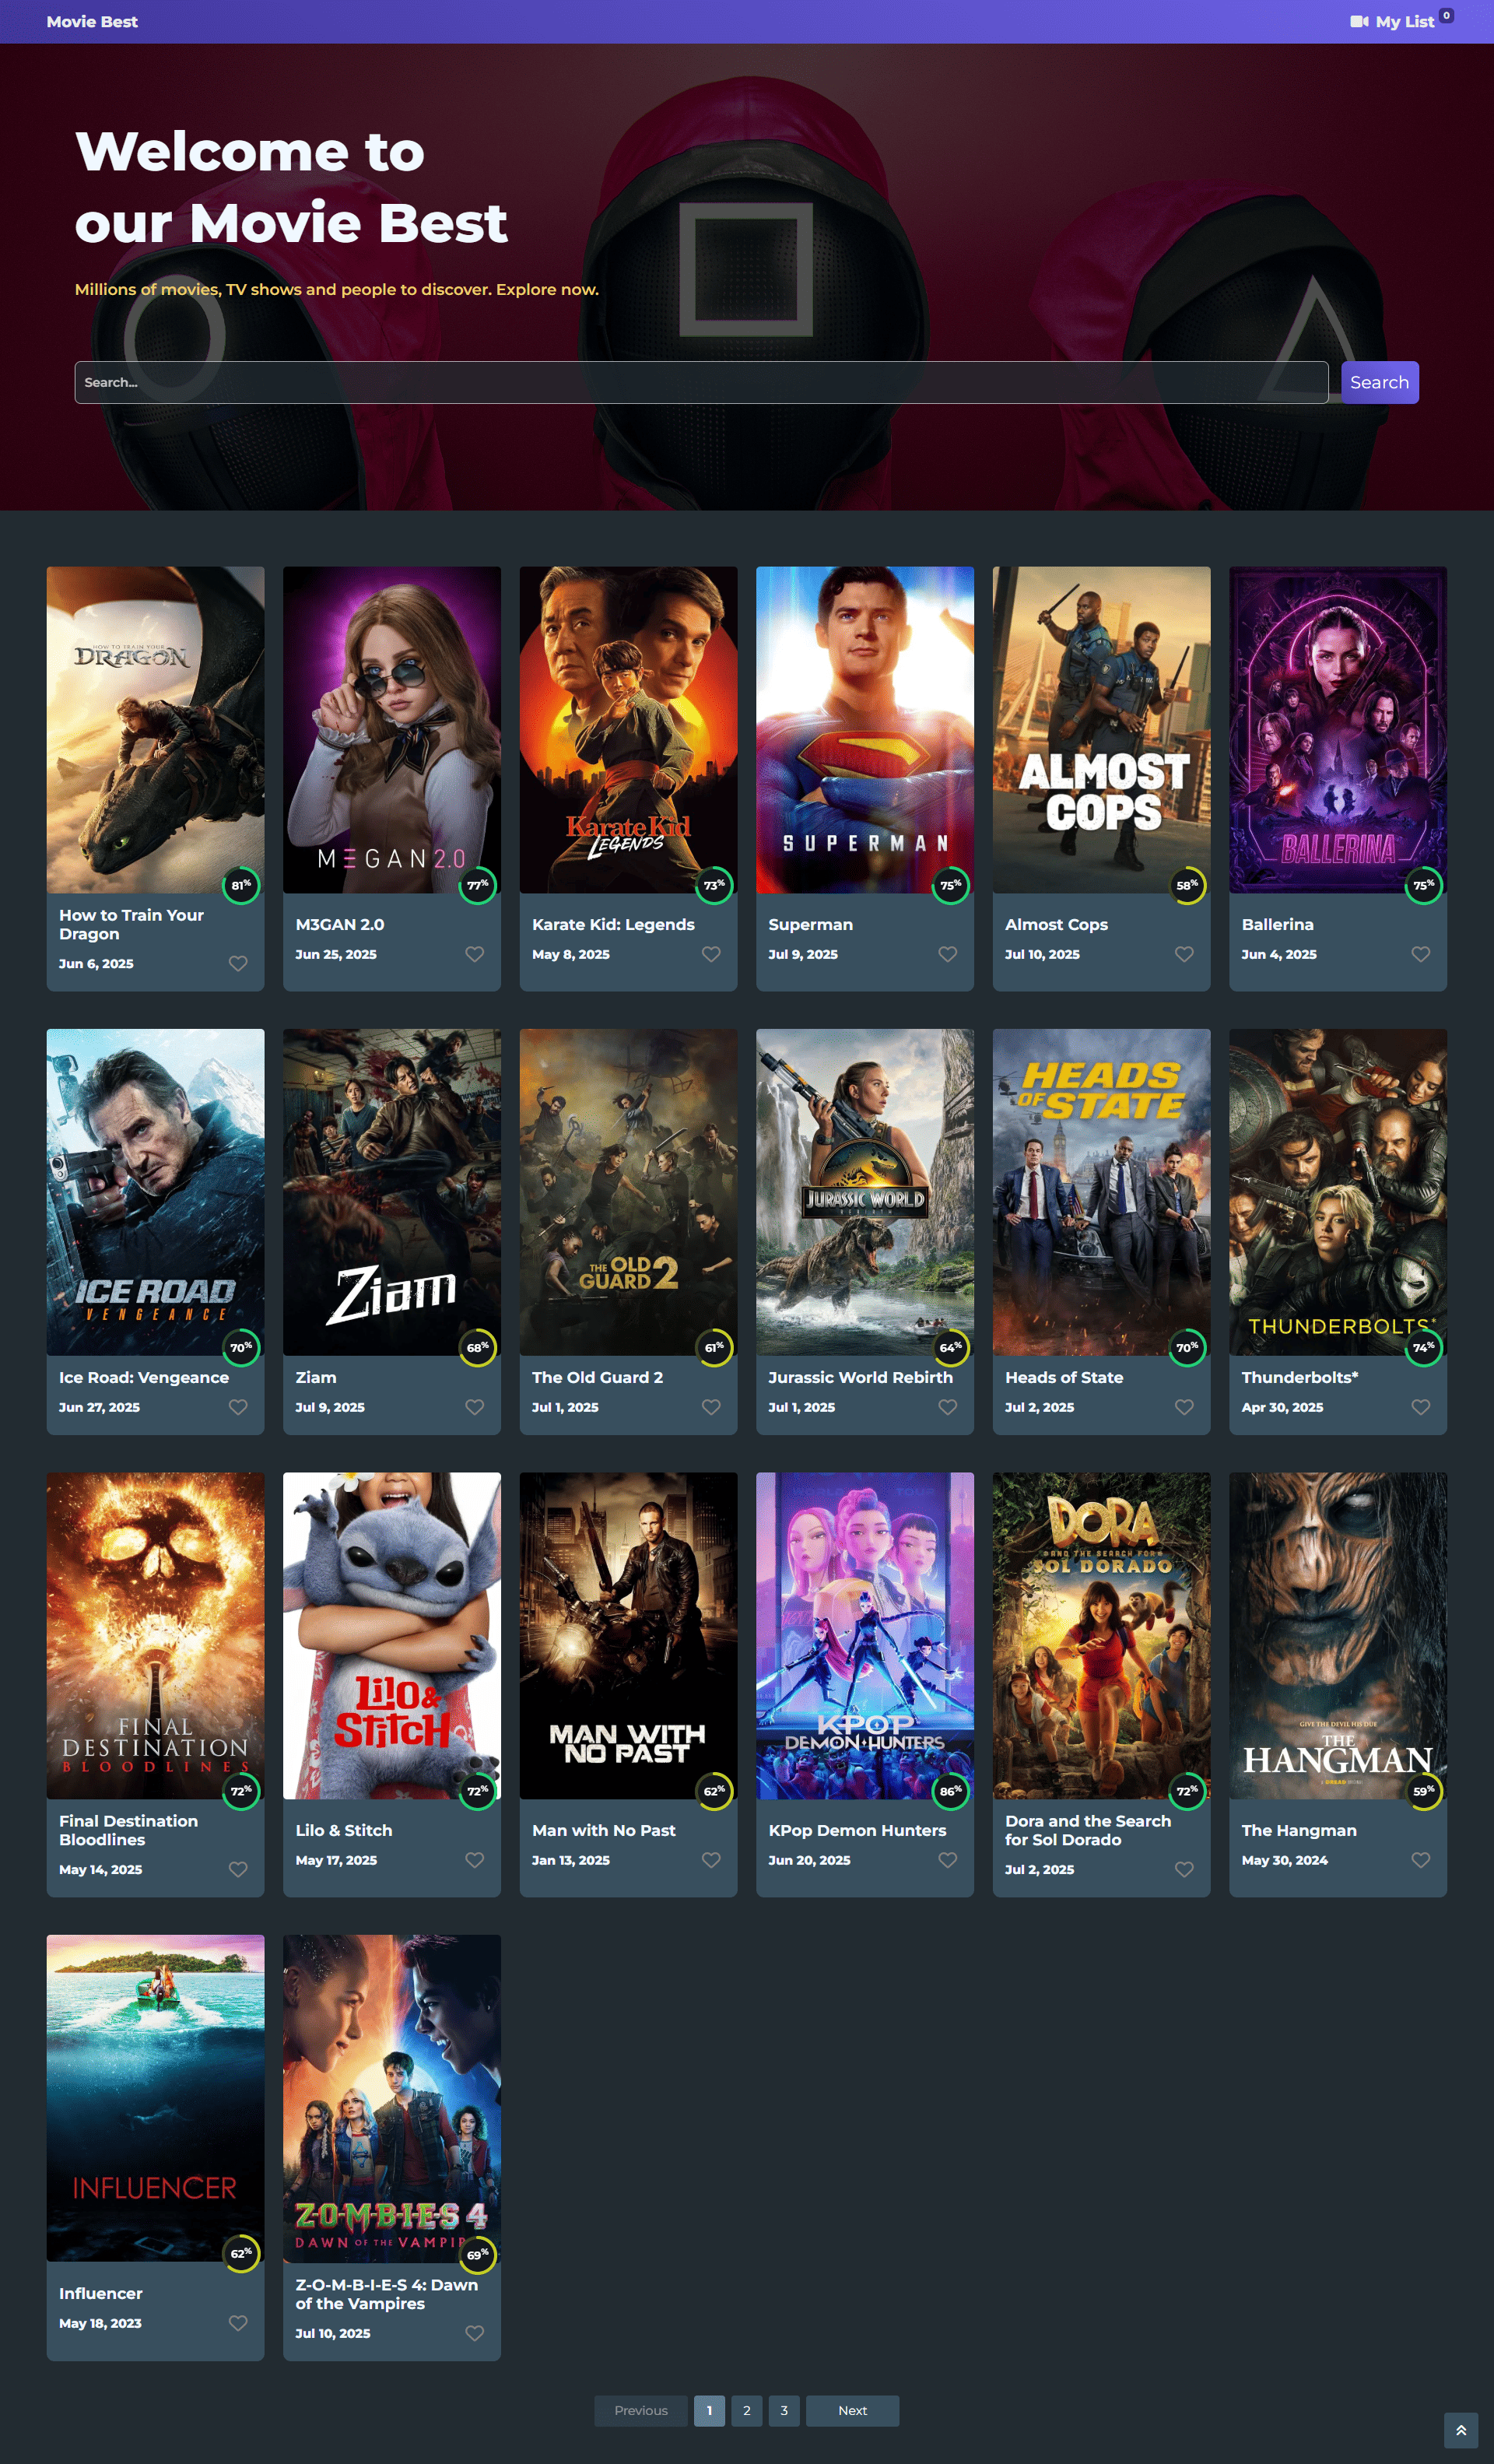 Movie Best
My List 0
Welcome to
our Movie Best
Millions of movies, TV shows and people to discover. Explore now.
Search...
Search
HOW TO TRAIN YOUR
DRAGON
M3GAN 2.0
Karate Kid
LEGENDS
SUPERMAN
ALMOST
COPS
BALLERINA
81%
77%
73%
75%
58%
75%
How to Train Your
Dragon
Jun 6, 2025
M3GAN 2.0
Jun 25, 2025
Karate Kid: Legends
May 8, 2025
Superman
Jul 9, 2025
Almost Cops
Jul 10, 2025
Ballerina
Jun 4, 2025
ICE ROAD
VENGEANCE
Ziam
THE OLD
GUARD 2
JURASSIC WORLD
REBIRTH
HEADS
OF STATE
THUNDERBOLTS*
70%
68%
61%
64%
70%
74%
Ice Road: Vengeance
Jun 27, 2025
Ziam
Jul 9, 2025
The Old Guard 2
Jul 1, 2025
Jurassic World Rebirth
Jul 1, 2025
Heads of State
Jul 2, 2025
Thunderbolts*
Apr 30, 2025
FINAL
DESTINATION
BLOODLINES
Lilo &
Stitch
MAN WITH
NO PAST
WORLD TOUR
KPOP
DEMON HUNTERS
DORA
AND THE SEARCH FOR
SOL DORADO
GIVE THE DEVIL HIS DUE
THE
HANGMAN
72%
72%
62%
86%
72%
59%
Final Destination
Bloodlines
May 14, 2025
Lilo & Stitch
May 17, 2025
Man with No Past
Jan 13, 2025
KPop Demon Hunters
Jun 20, 2025
Dora and the Search
for Sol Dorado
Jul 2, 2025
The Hangman
May 30, 2024
INFLUENCER
Z-O-M-B-I-E-S 4
DAWN OF THE VAMPIR
62%
69%
Influencer
May 18, 2023
Z-O-M-B-I-E-S 4: Dawn
of the Vampires
Jul 10, 2025
Previous 1 2 3 Next